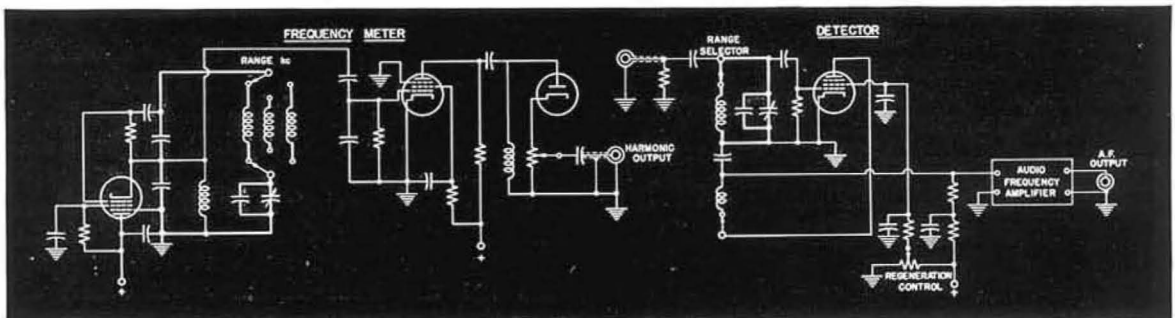 FREQUENCY METER
RANGE kc
HARMONIC
OUTPUT
RANGE
SELECTOR
DETECTOR
AUDIO
FREQUENCY
AMPLIFIER
A.F.
OUTPUT
REGENERATION
CONTROL
+
+
+